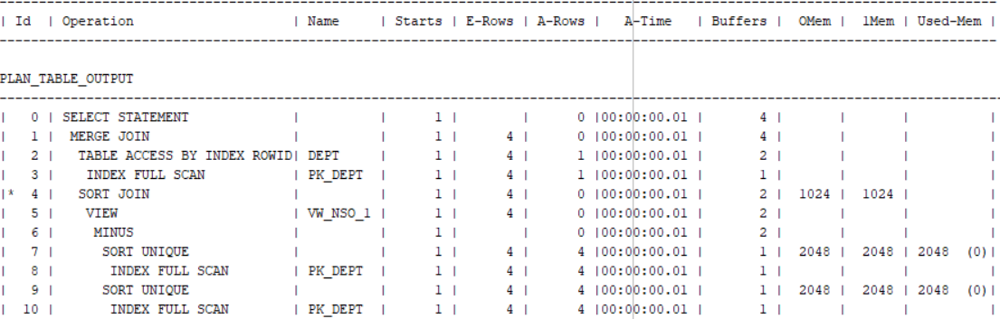 --------------------------------------------------------------------------------------------------------------------------
| Id | Operation | Name | Starts | E-Rows | A-Rows | A-Time | Buffers | OMem | 1Mem | Used-Mem |
--------------------------------------------------------------------------------------------------------------------------
PLAN_TABLE_OUTPUT
--------------------------------------------------------------------------------------------------------------------------
| 0 | SELECT STATEMENT | | 1 | | 0 |00:00:00.01 | 4 | | | |
| 1 | MERGE JOIN | | 1 | 4 | 0 |00:00:00.01 | 4 | | | |
| 2 | TABLE ACCESS BY INDEX ROWID| DEPT | 1 | 4 | 1 |00:00:00.01 | 2 | | | |
| 3 | INDEX FULL SCAN | PK_DEPT | 1 | 4 | 1 |00:00:00.01 | 1 | | | |
|* 4 | SORT JOIN | | 1 | 4 | 0 |00:00:00.01 | 2 | 1024 | 1024 | |
| 5 | VIEW | VW_NSO_1 | 1 | 4 | 0 |00:00:00.01 | 2 | | | |
| 6 | MINUS | | 1 | | 0 |00:00:00.01 | 2 | | | |
| 7 | SORT UNIQUE | | 1 | 4 | 4 |00:00:00.01 | 1 | 2048 | 2048 | 2048 (0)|
| 8 | INDEX FULL SCAN | PK_DEPT | 1 | 4 | 4 |00:00:00.01 | 1 | | | |
| 9 | SORT UNIQUE | | 1 | 4 | 4 |00:00:00.01 | 1 | 2048 | 2048 | 2048 (0)|
| 10 | INDEX FULL SCAN | PK_DEPT | 1 | 4 | 4 |00:00:00.01 | 1 | | | |